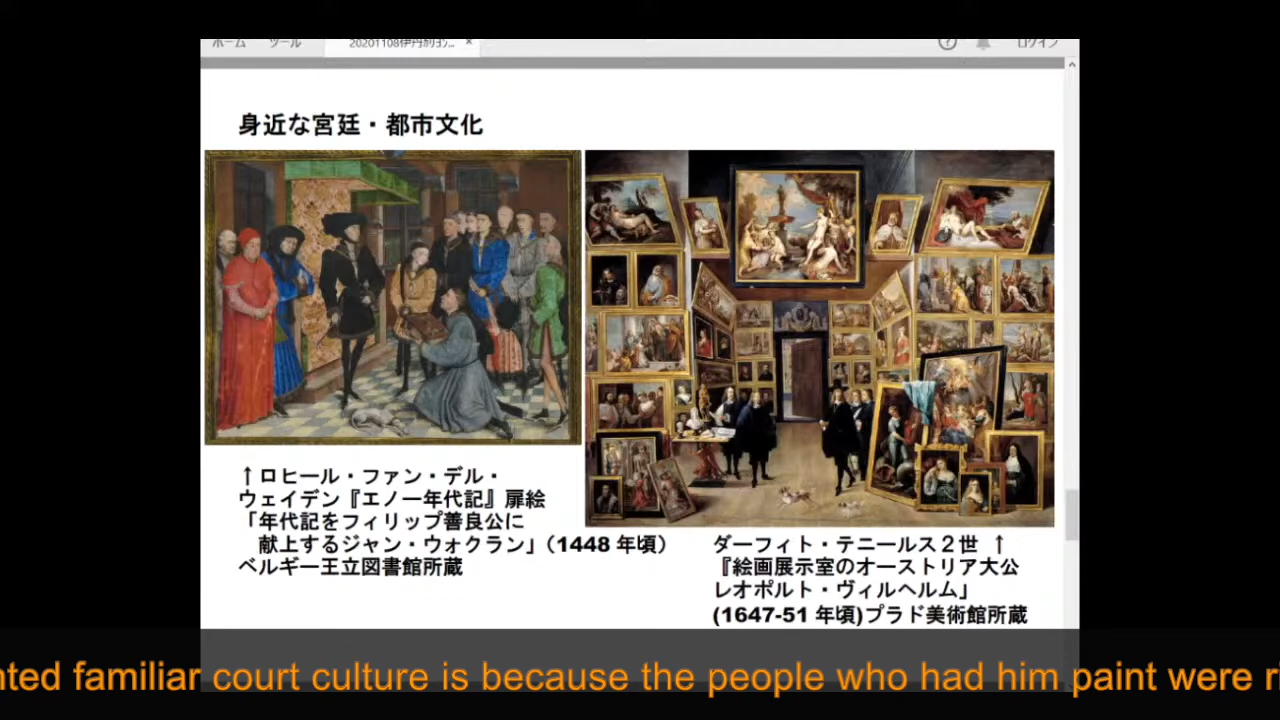 ホーム ツール 20201108伊丹別ヨン... × ? ログイン
身近な宮廷・都市文化
↑ロヒール・ファン・デル・
ウェイデン『エノー年代記』扉絵
「年代記をフィリップ善良公に
献上するジャン・ウォクラン」（1448 年頃）
ベルギー王立図書館所蔵
ダーフィト・テニールス２世 ↑
『絵画展示室のオーストリア大公
レオポルト・ヴィルヘルム」
(1647-51 年頃)プラド美術館所蔵
nted familiar court culture is because the people who had him paint were r